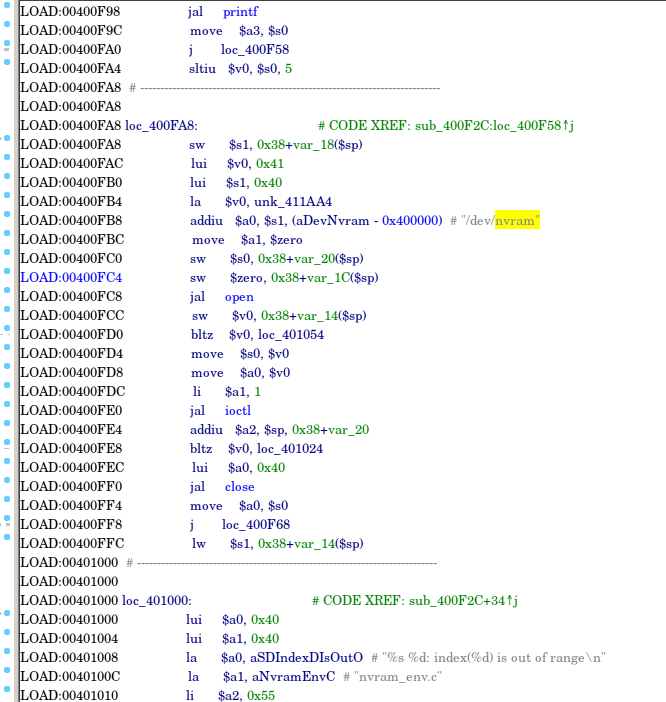 LOAD:00400F98 jal printf
LOAD:00400F9C move $a3, $s0
LOAD:00400FA0 j loc_400F58
LOAD:00400FA4 sltiu $v0, $s0, 5
LOAD:00400FA8 # ---------------------------------------------------------------------------
LOAD:00400FA8
LOAD:00400FA8 loc_400FA8: # CODE XREF: sub_400F2C:loc_400F58↑j
LOAD:00400FA8 sw $s1, 0x38+var_18($sp)
LOAD:00400FAC lui $v0, 0x41
LOAD:00400FB0 lui $s1, 0x40
LOAD:00400FB4 la $v0, unk_411AA4
LOAD:00400FB8 addiu $a0, $s1, (aDevNvram - 0x400000) # "/dev/nvram"
LOAD:00400FBC move $a1, $zero
LOAD:00400FC0 sw $s0, 0x38+var_20($sp)
LOAD:00400FC4 sw $zero, 0x38+var_1C($sp)
LOAD:00400FC8 jal open
LOAD:00400FCC sw $v0, 0x38+var_14($sp)
LOAD:00400FD0 bltz $v0, loc_401054
LOAD:00400FD4 move $s0, $v0
LOAD:00400FD8 move $a0, $v0
LOAD:00400FDC li $a1, 1
LOAD:00400FE0 jal ioctl
LOAD:00400FE4 addiu $a2, $sp, 0x38+var_20
LOAD:00400FE8 bltz $v0, loc_401024
LOAD:00400FEC lui $a0, 0x40
LOAD:00400FF0 jal close
LOAD:00400FF4 move $a0, $s0
LOAD:00400FF8 j loc_400F68
LOAD:00400FFC lw $s1, 0x38+var_14($sp)
LOAD:00401000 # ---------------------------------------------------------------------------
LOAD:00401000
LOAD:00401000 loc_401000: # CODE XREF: sub_400F2C+34↑j
LOAD:00401000 lui $a0, 0x40
LOAD:00401004 lui $a1, 0x40
LOAD:00401008 la $a0, aSDIndexDIsOutO # "%s %d: index(%d) is out of range\n"
LOAD:0040100C la $a1, aNvramEnvC # "nvram_env.c"
LOAD:00401010 li $a2, 0x55